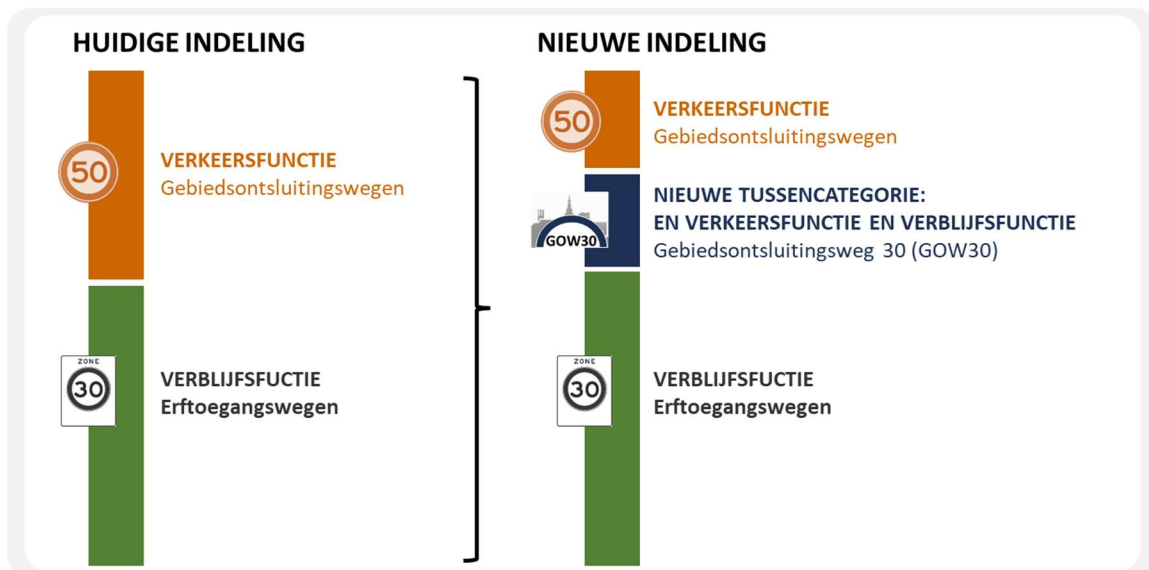 HUIDIGE INDELING
50
VERKEERSFUNCTIE
Gebiedsontsluitingswegen
ZONE
30
VERBLIJFSFUCTIE
Erftoegangswegen
NIEUWE INDELING
50
VERKEERSFUNCTIE
Gebiedsontsluitingswegen
GOW30
NIEUWE TUSSENCATEGORIE:
EN VERKEERSFUNCTIE EN VERBLIJFSFUNCTIE
Gebiedsontsluitingsweg 30 (GOW30)
ZONE
30
VERBLIJFSFUCTIE
Erftoegangswegen